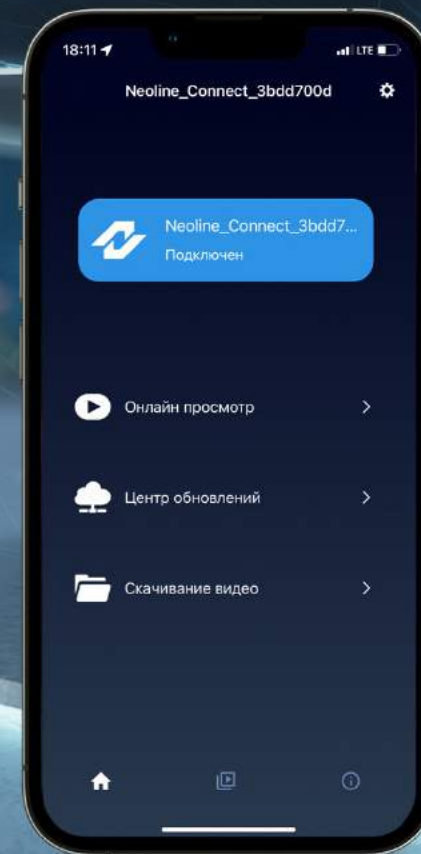 18:11
LTE
Neoline_Connect_3bdd700d
Neoline_Connect_3bdd7...
Подключен
Онлайн просмотр
Центр обновлений
Скачивание видео